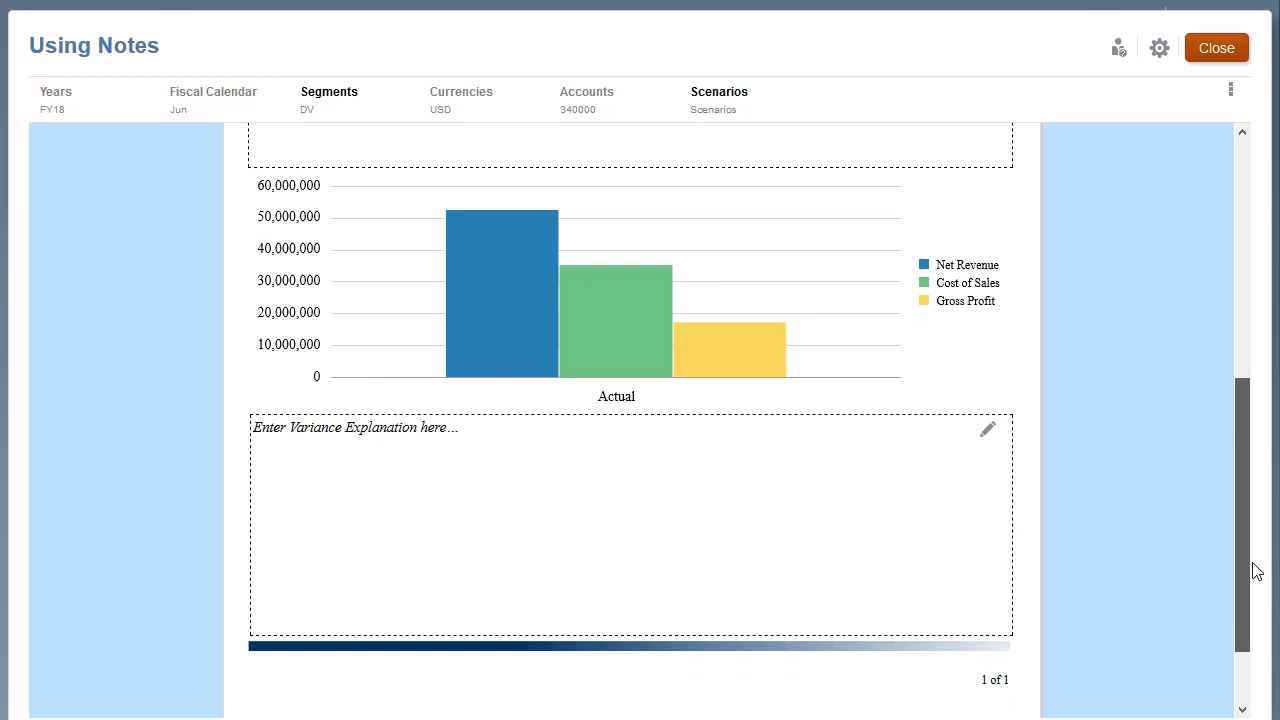 Using Notes
Close
Years Fiscal Calendar Segments Currencies Accounts Scenarios
FY18 Jun DV USD 340000 Scenarios
60,000,000
50,000,000
40,000,000
30,000,000
20,000,000
10,000,000
0
Net Revenue
Cost of Sales
Gross Profit
Actual
Enter Variance Explanation here...
1 of 1